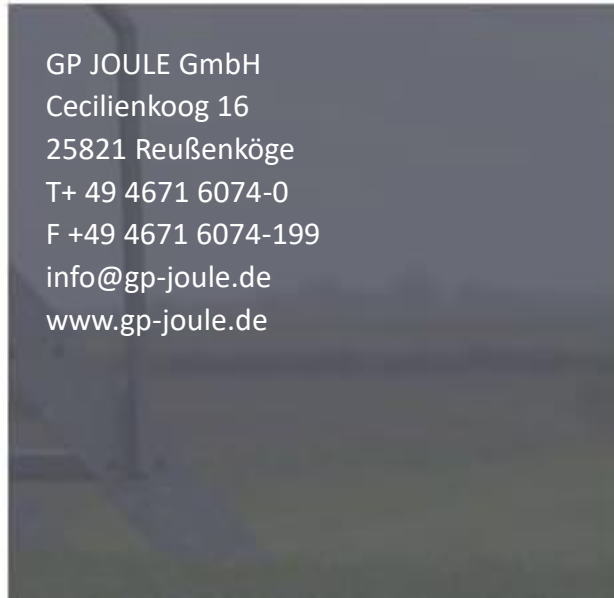 GP JOULE GmbH
Cecilienkoog 16
25821 Reußenköge
T+ 49 4671 6074-0
F +49 4671 6074-199
info@gp-joule.de
www.gp-joule.de